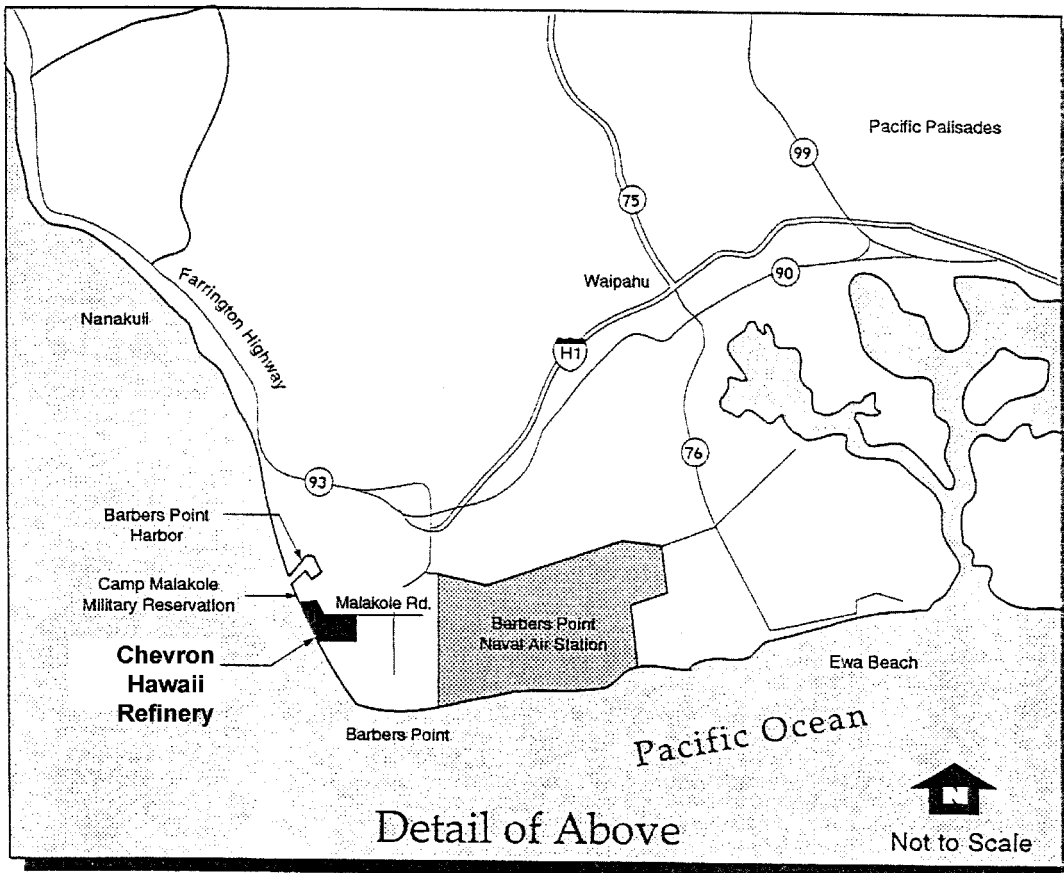 Pacific Palisades
99
75
Waipahu
90
Farrington Highway
Nanakuli
H1
93
76
Barbers Point
Harbor
Camp Malakole
Military Reservation
Malakole Rd.
Barbers Point
Naval Air Station
Chevron
Hawaii
Refinery
Ewa Beach
Barbers Point
Pacific Ocean
N
Detail of Above
Not to Scale